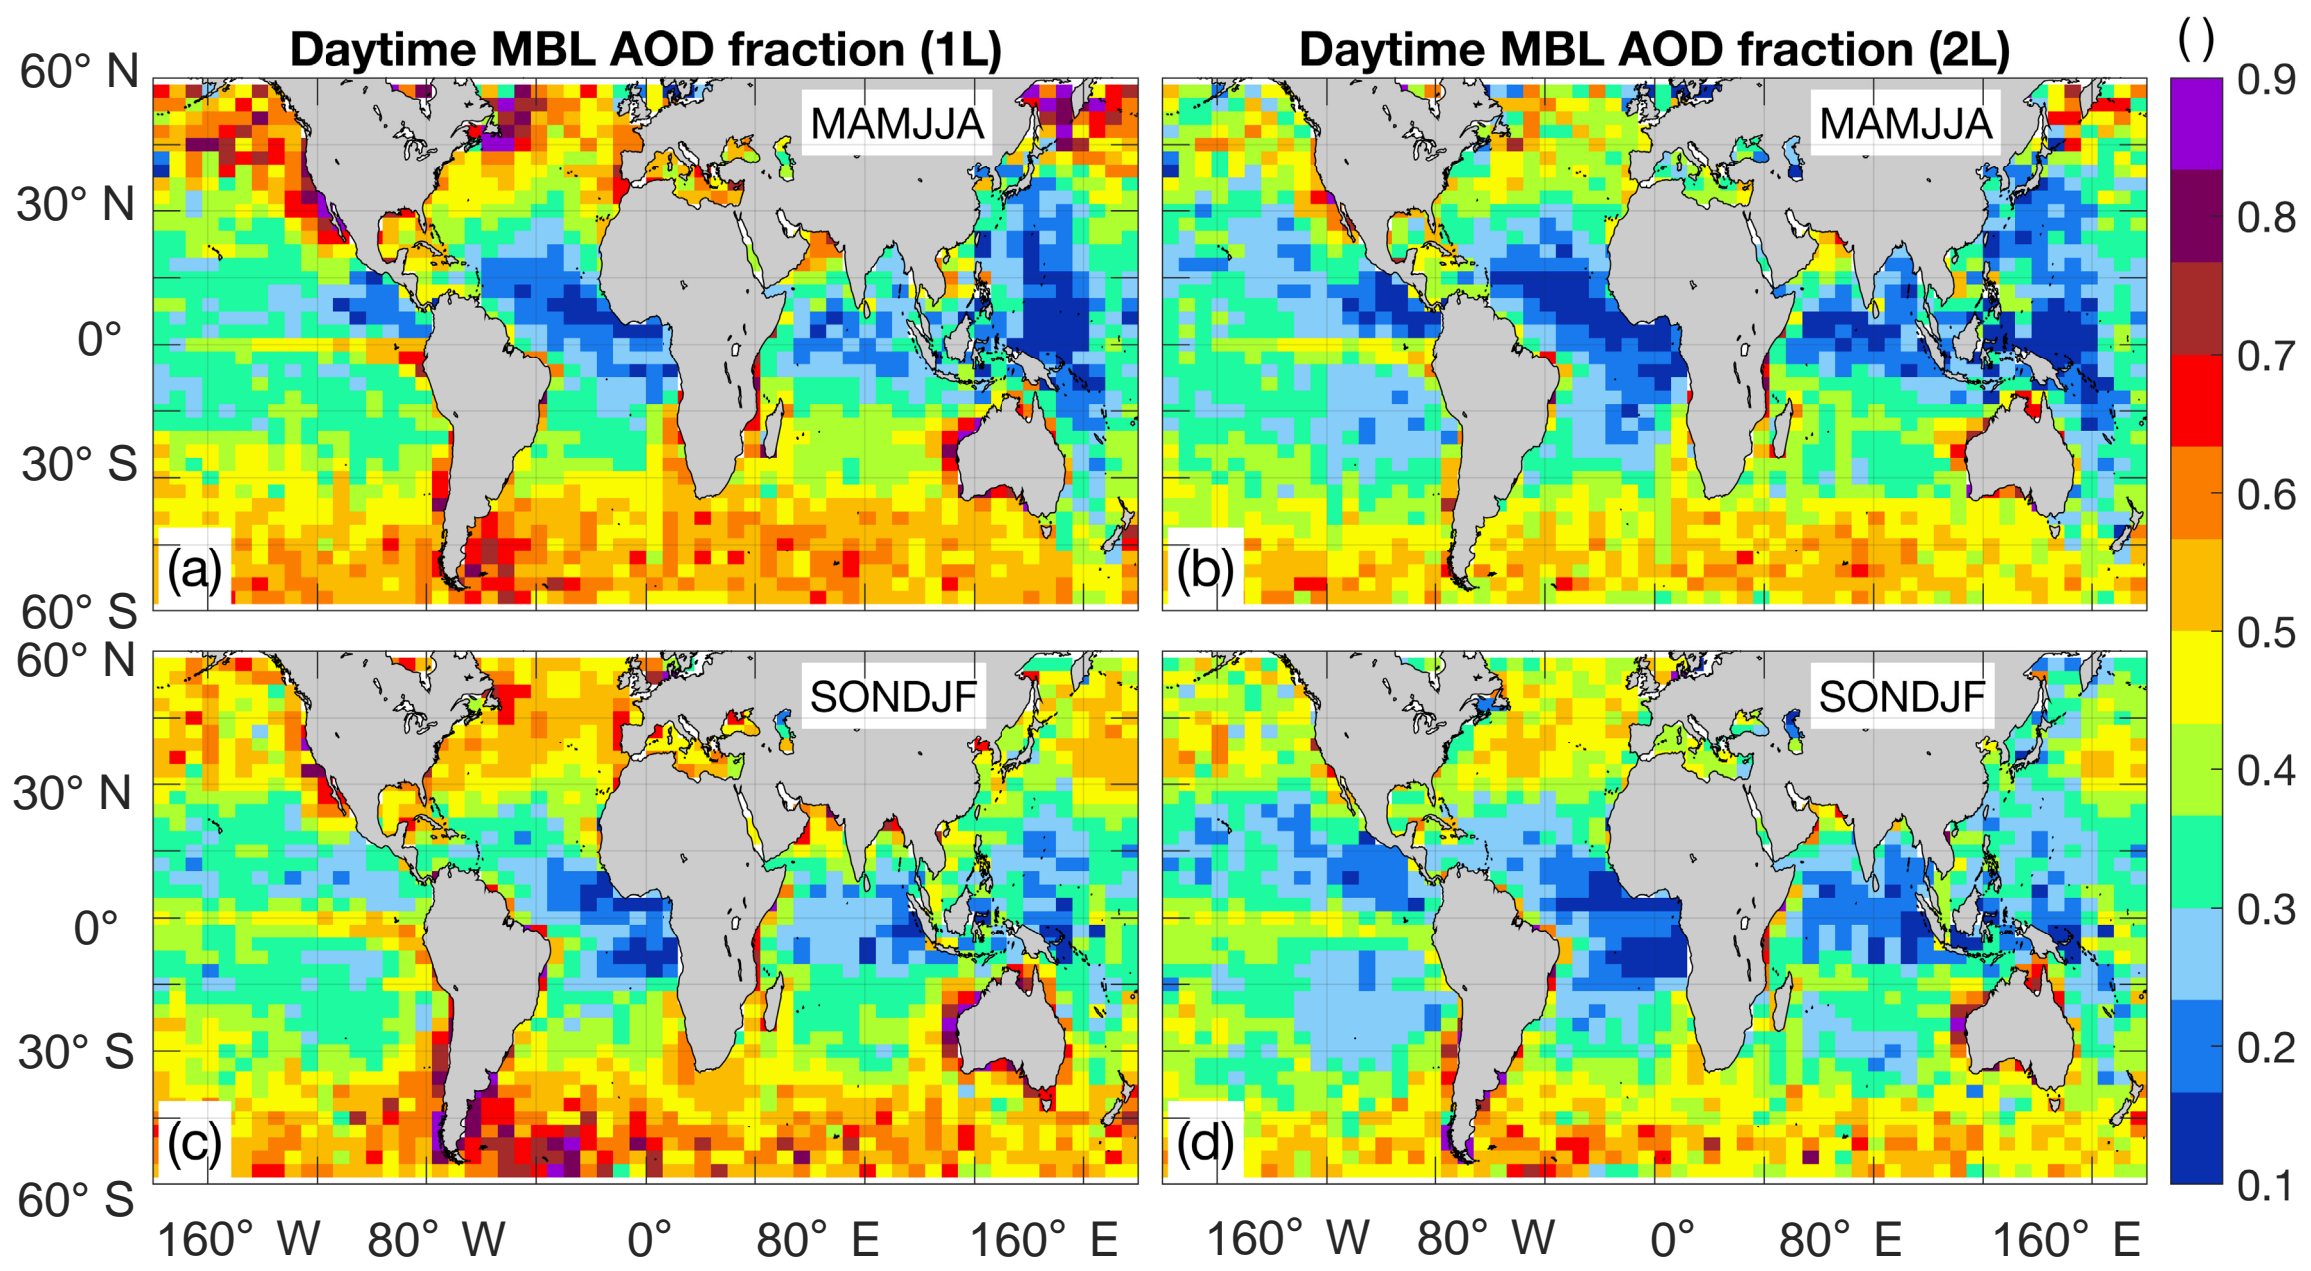 Daytime MBL AOD fraction (1L)
Daytime MBL AOD fraction (2L)
( )
60° N
30° N
0°
30° S
60° S
MAMJJA
(a)
MAMJJA
(b)
0.9
0.8
0.7
0.6
0.5
0.4
0.3
0.2
0.1
60° N
30° N
0°
30° S
60° S
SONDJF
(c)
SONDJF
(d)
160° W
80° W
0°
80° E
160° E
160° W
80° W
0°
80° E
160° E